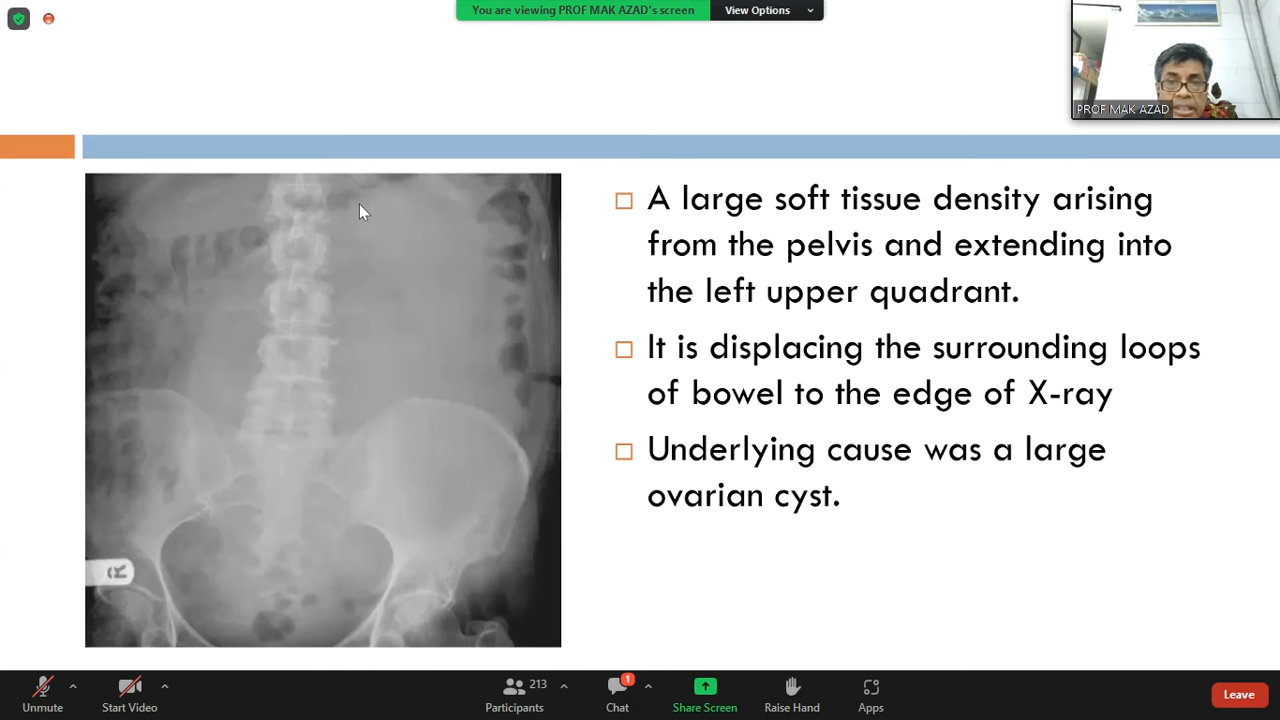 You are viewing PROF MAK AZAD's screen
View Options
PROF MAK AZAD
A large soft tissue density arising
from the pelvis and extending into
the left upper quadrant.
It is displacing the surrounding loops
of bowel to the edge of X-ray
Underlying cause was a large
ovarian cyst.
R
Unmute
Start Video
213
Participants
1
Chat
Share Screen
Raise Hand
Apps
Leave